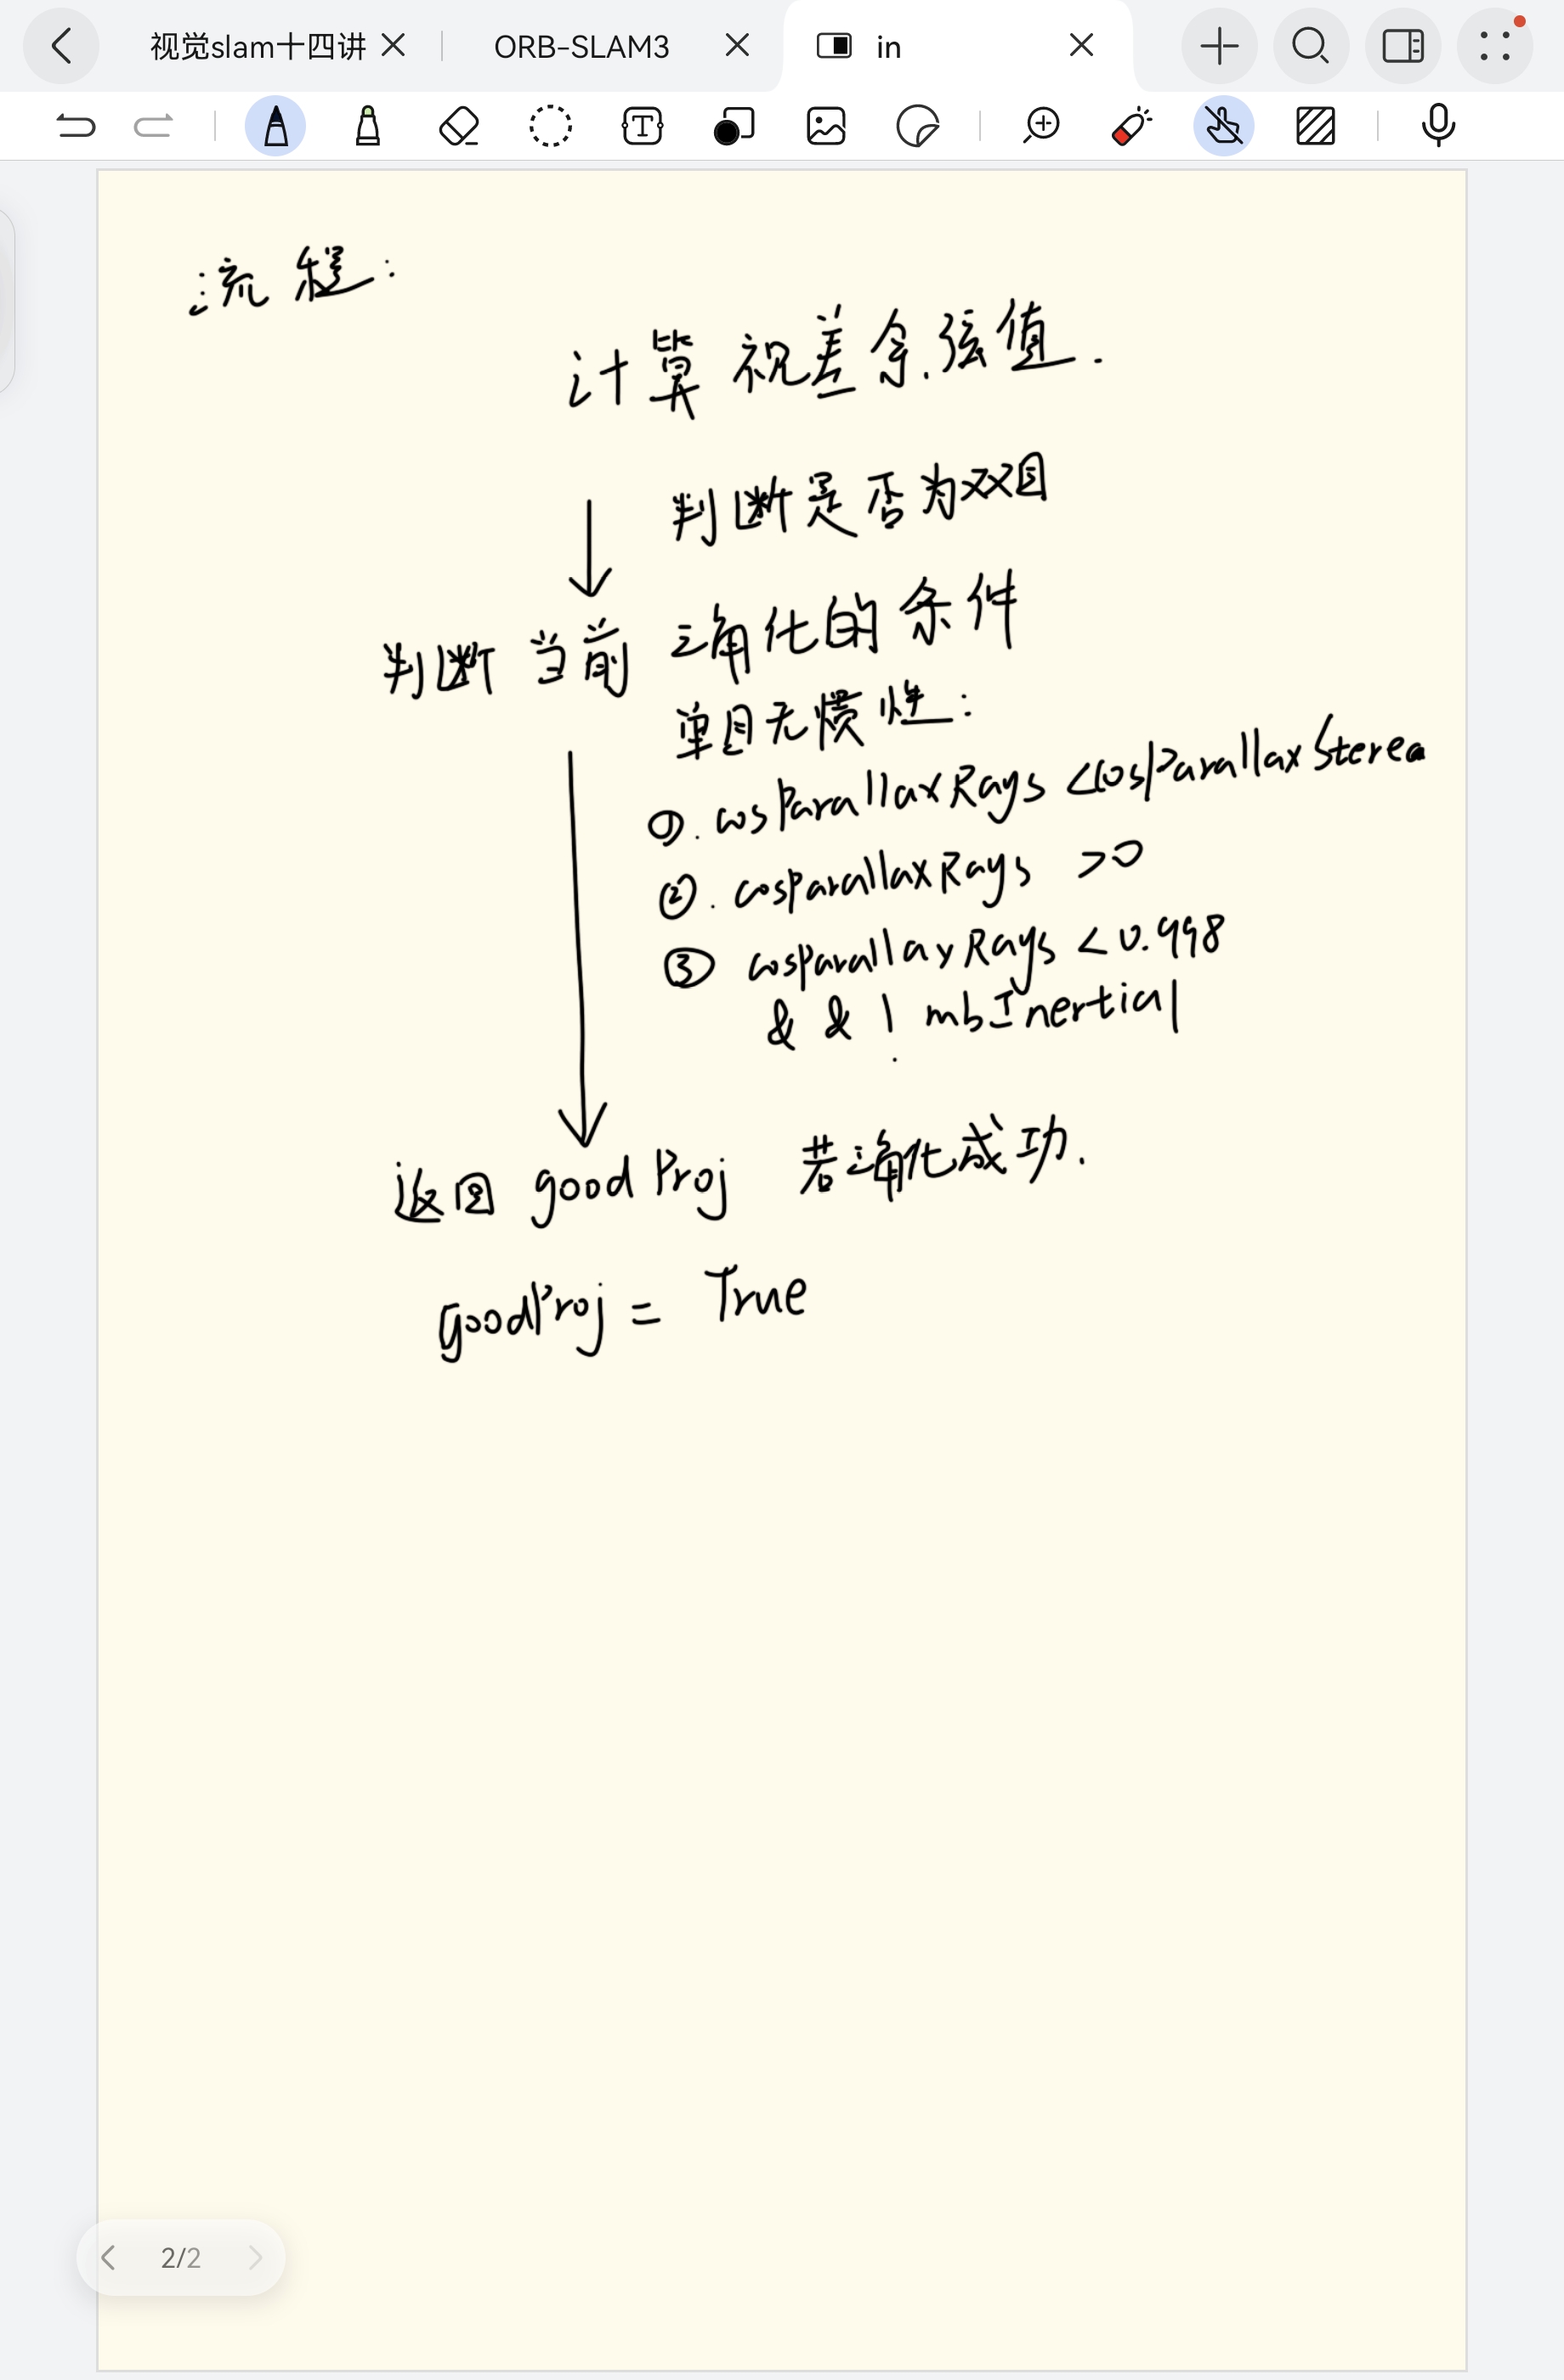 视觉slam十四讲
ORB-SLAM3
in
流程:
计算视差余弦值.
判断是否为双目
判断当前三角化的条件
单目无惯性:
①. cosParallaxRays <cosParallaxStereo
②. cosparallaxRays >0
③ cosparallaxRays < 0.998
&& ! mbInertial
返回 goodProj 若三角化成功.
goodProj = True
2/2